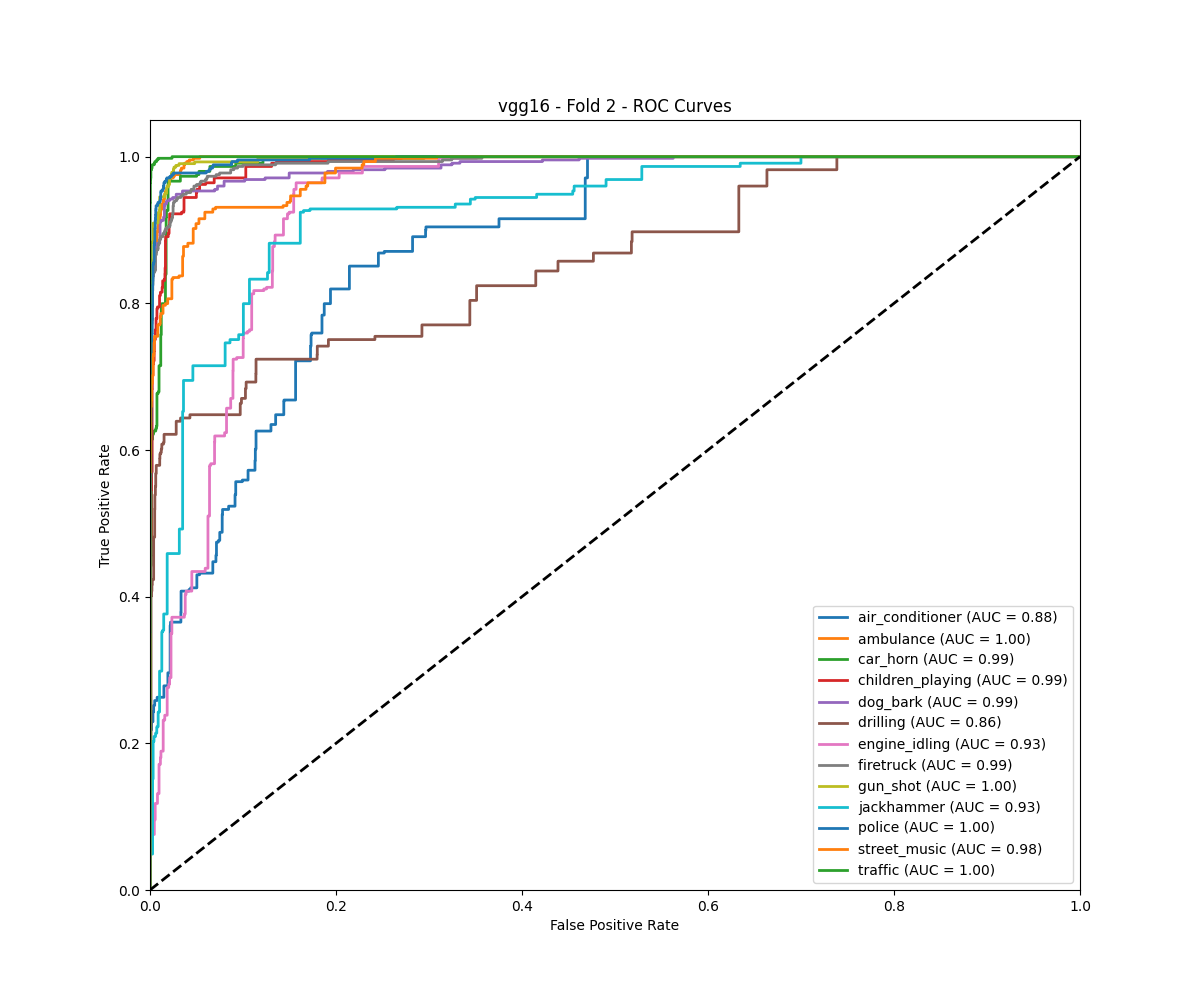 vgg16 - Fold 2 - ROC Curves
True Positive Rate
1.0
0.8
0.6
0.4
0.2
0.0
0.0 0.2 0.4 0.6 0.8 1.0
False Positive Rate
air_conditioner (AUC = 0.88)
ambulance (AUC = 1.00)
car_horn (AUC = 0.99)
children_playing (AUC = 0.99)
dog_bark (AUC = 0.99)
drilling (AUC = 0.86)
engine_idling (AUC = 0.93)
firetruck (AUC = 0.99)
gun_shot (AUC = 1.00)
jackhammer (AUC = 0.93)
police (AUC = 1.00)
street_music (AUC = 0.98)
traffic (AUC = 1.00)